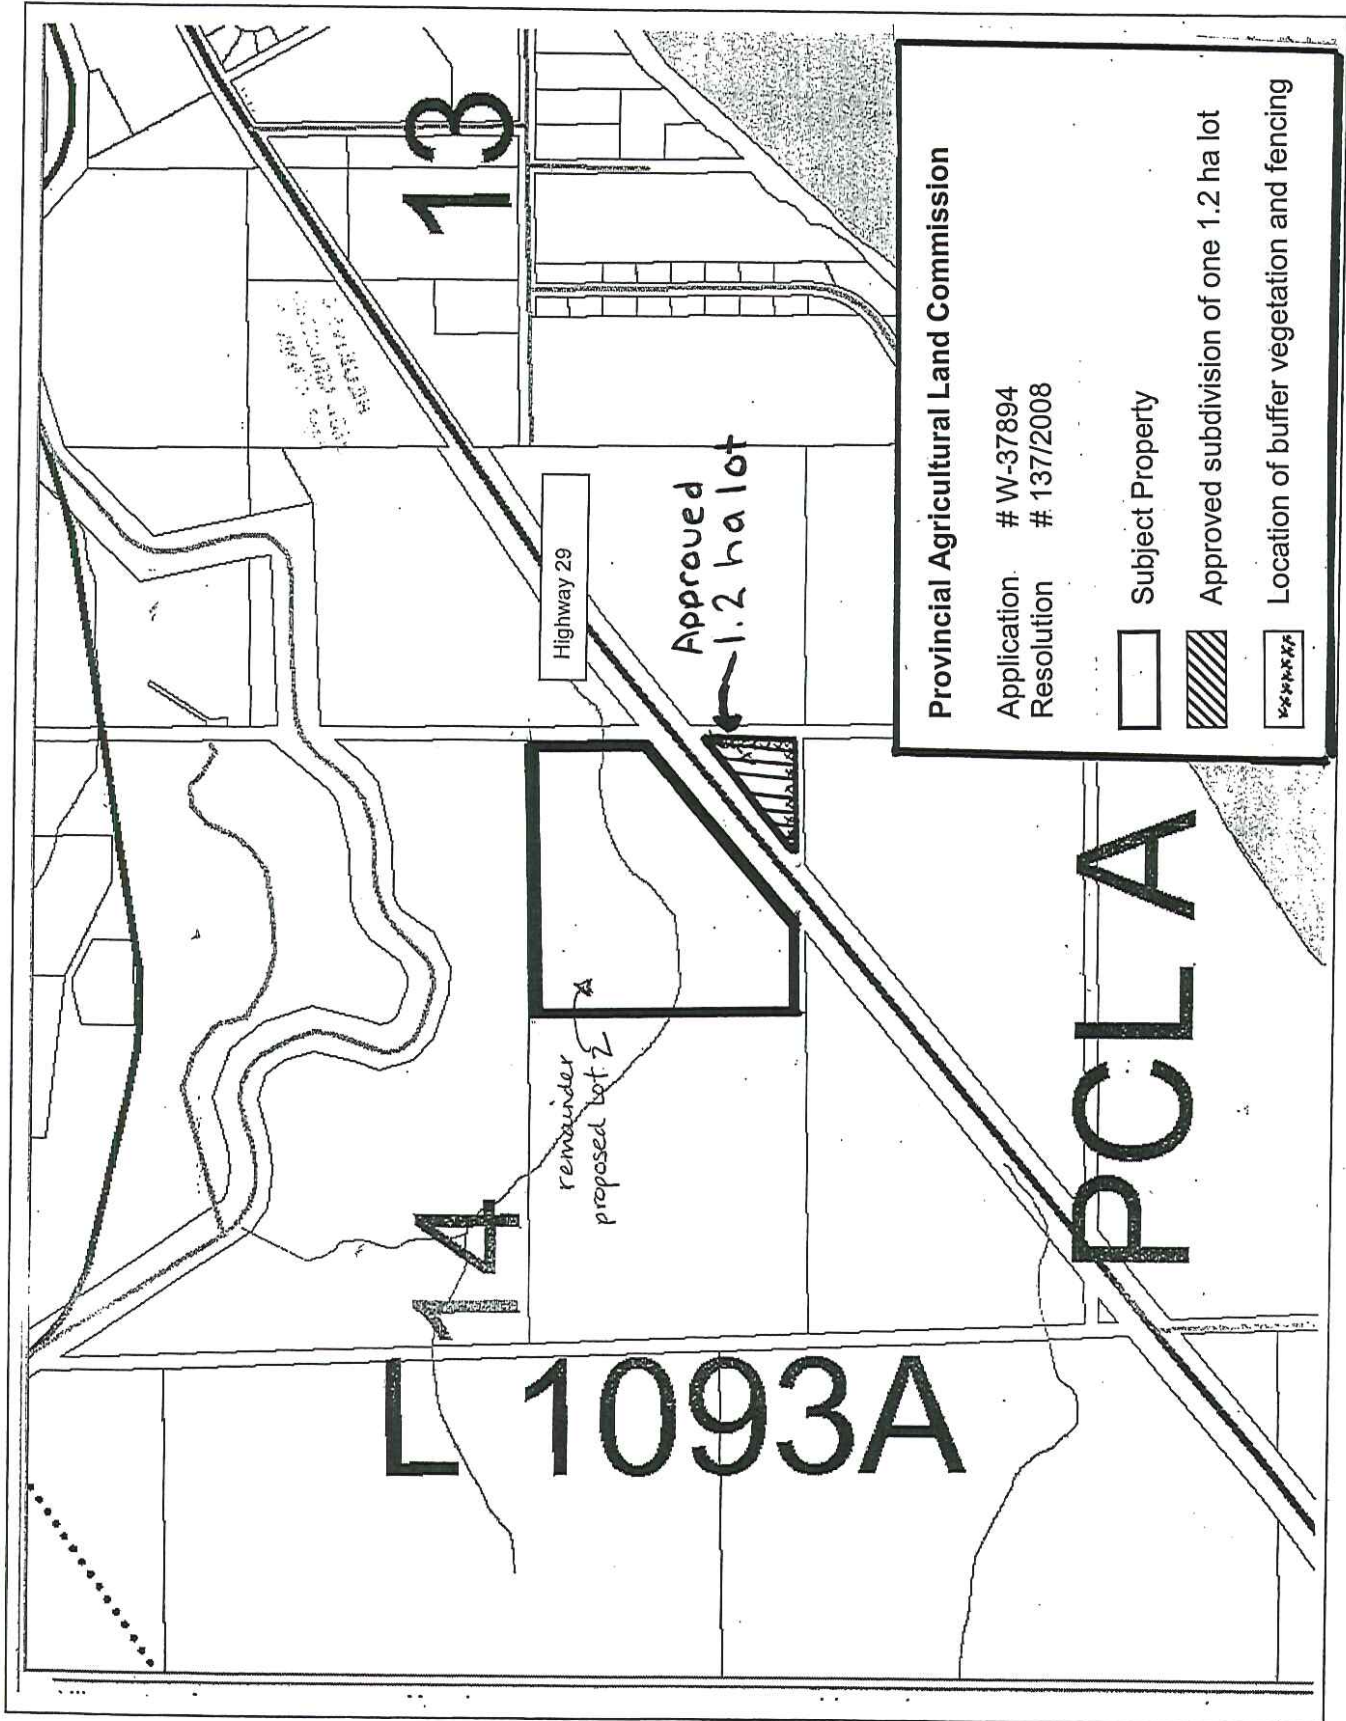 L 1093A
14
13
PCL A
Highway 29
remainder
proposed Lot 2
Approved
1.2 ha lot
Provincial Agricultural Land Commission
Application # W-37894
Resolution # 137/2008
Subject Property
Approved subdivision of one 1.2 ha lot
Location of buffer vegetation and fencing